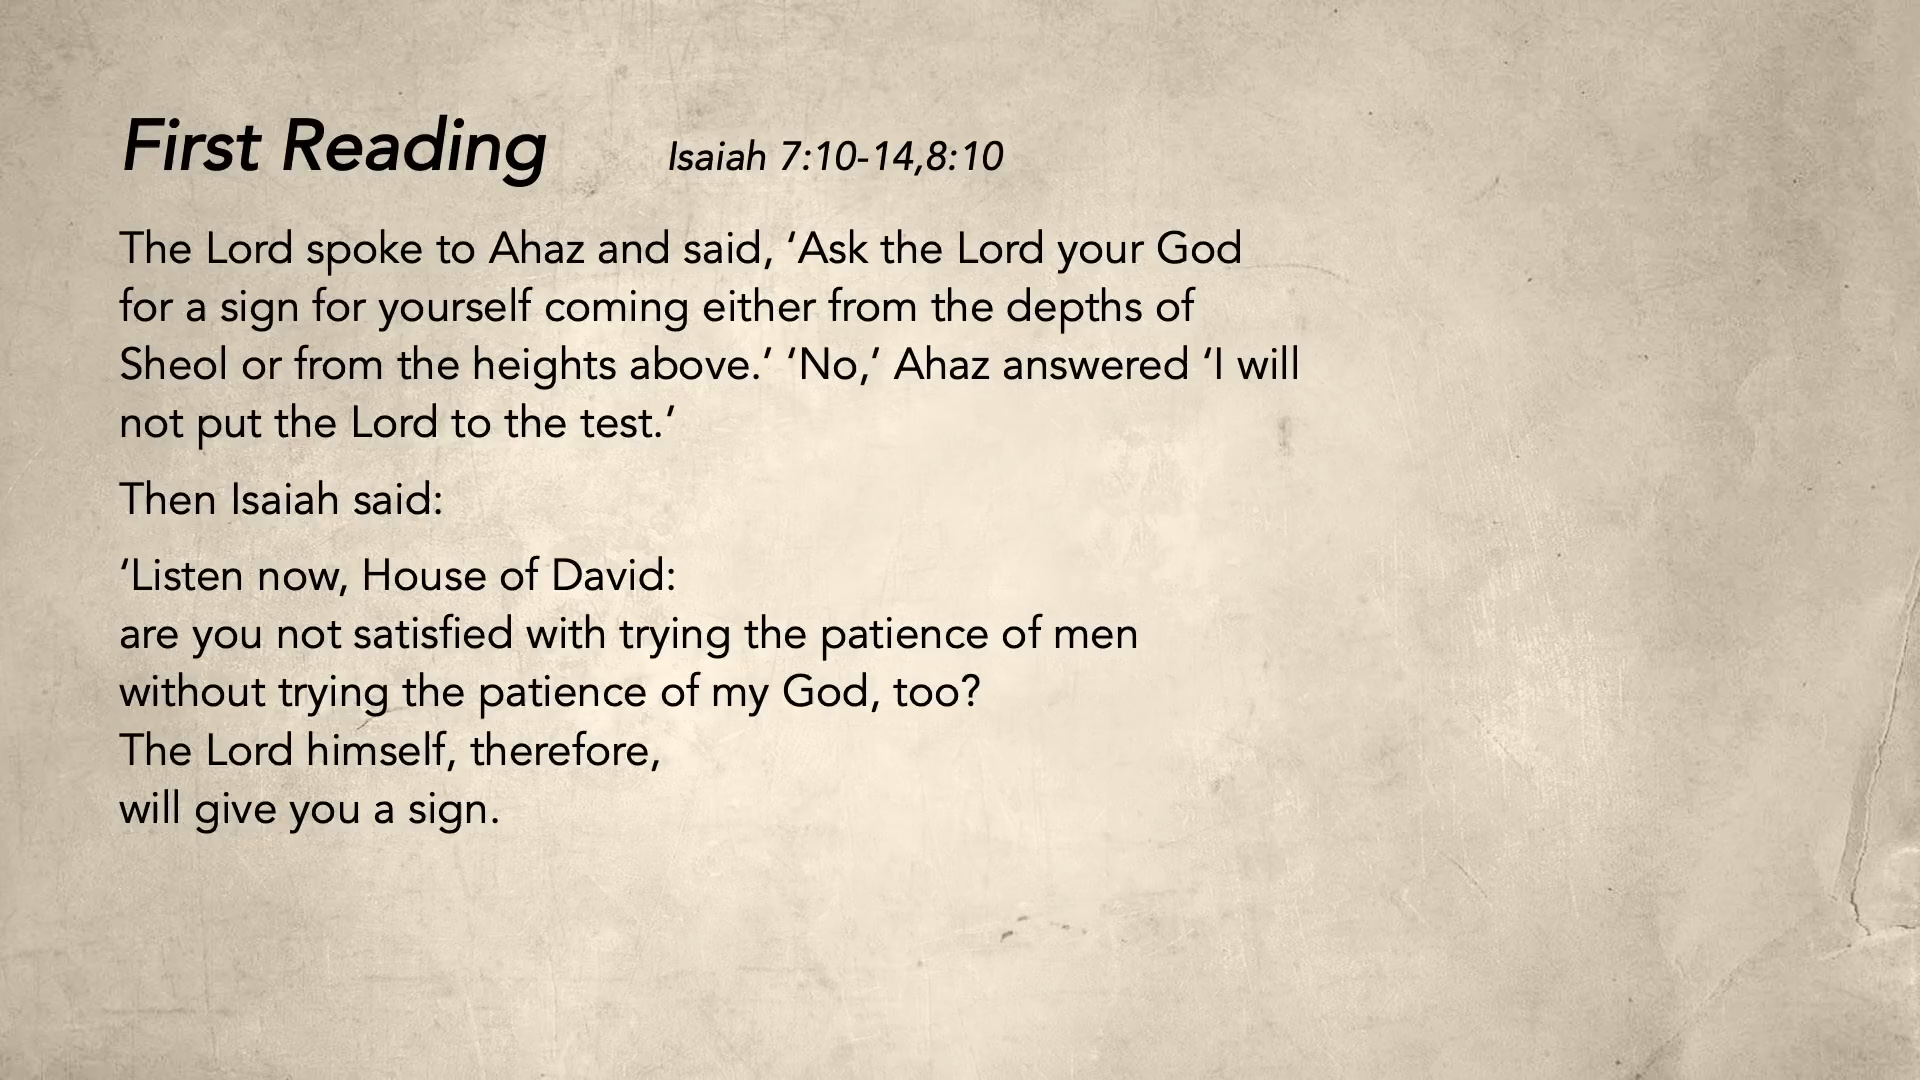 First Reading Isaiah 7:10-14,8:10
The Lord spoke to Ahaz and said, ‘Ask the Lord your God
for a sign for yourself coming either from the depths of
Sheol or from the heights above.’ ‘No,’ Ahaz answered ‘I will
not put the Lord to the test.’
Then Isaiah said:
‘Listen now, House of David:
are you not satisfied with trying the patience of men
without trying the patience of my God, too?
The Lord himself, therefore,
will give you a sign.